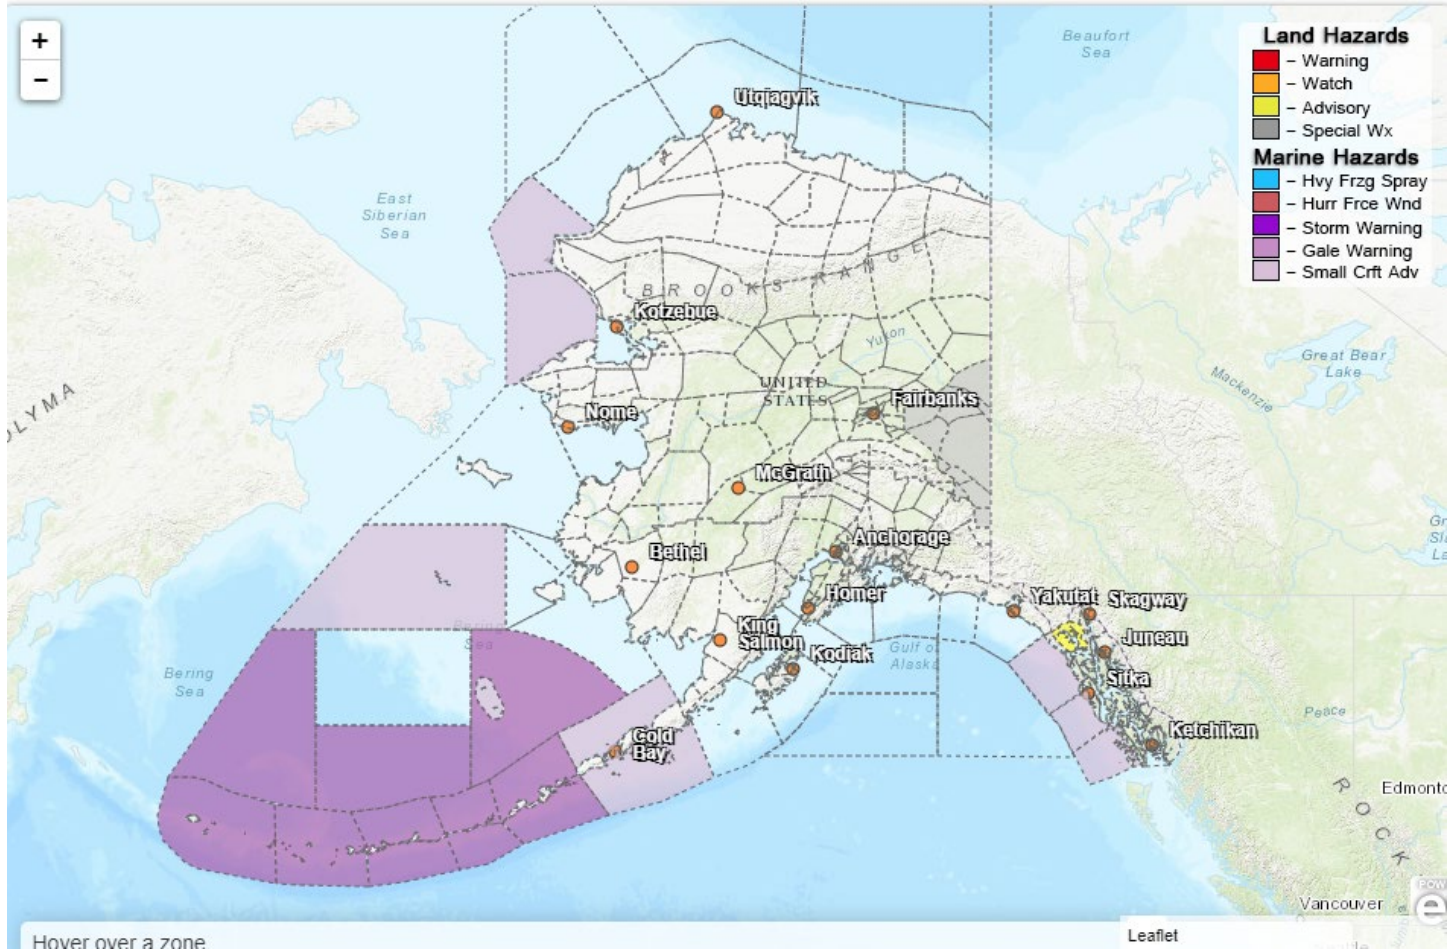 +
−
Land Hazards
– Warning
– Watch
– Advisory
– Special Wx
Marine Hazards
– Hvy Frzg Spray
– Hurr Frce Wnd
– Storm Warning
– Gale Warning
– Small Crft Adv
Beaufort
Sea
Utqiagvik
East
Siberian
Sea
BROOKS RANGE
Kotzebue
Yukon
Great Bear
Lake
Mackenzie
UNITED
STATES
Fairbanks
Nome
McGrath
Anchorage
Bethel
Homer
Yakutat
Skagway
King
Salmon
Kodiak
Juneau
Gulf of
Alaska
Bering
Sea
Bering
Sea
Sitka
Peace
Ketchikan
Cold
Bay
ROCK
Edmonto
Vancouver
POW
e
Hover over a zone
Leaflet